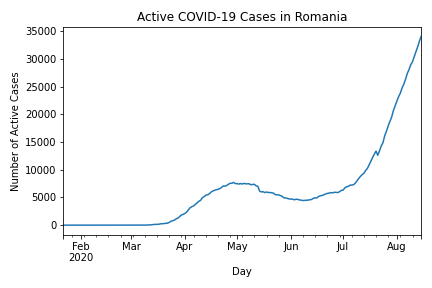 Active COVID-19 Cases in Romania
35000
30000
25000
20000
15000
10000
5000
0
Number of Active Cases
Feb Mar Apr May Jun Jul Aug
2020
Day